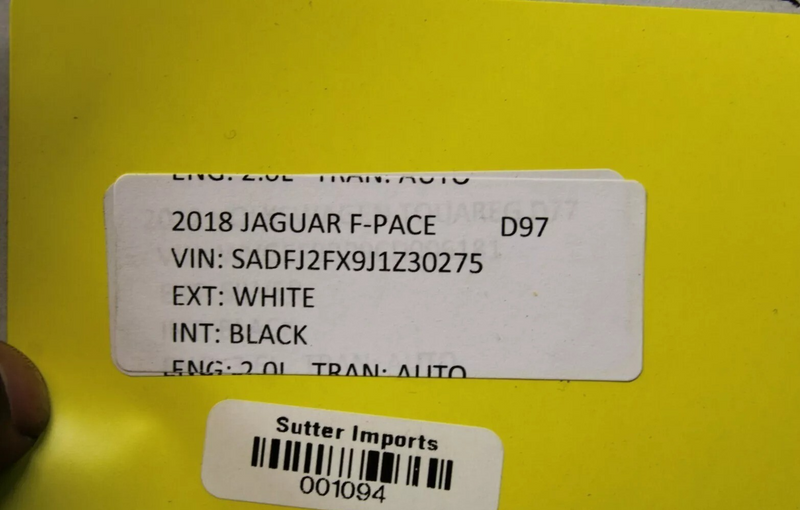 ENG: 2.0L TRAN: AUTO
2018 JAGUAR F-PACE D97
VIN: SADFJ2FX9J1Z30275
EXT: WHITE
INT: BLACK
ENG: 2.0L TRAN: AUTO
Sutter Imports
001094